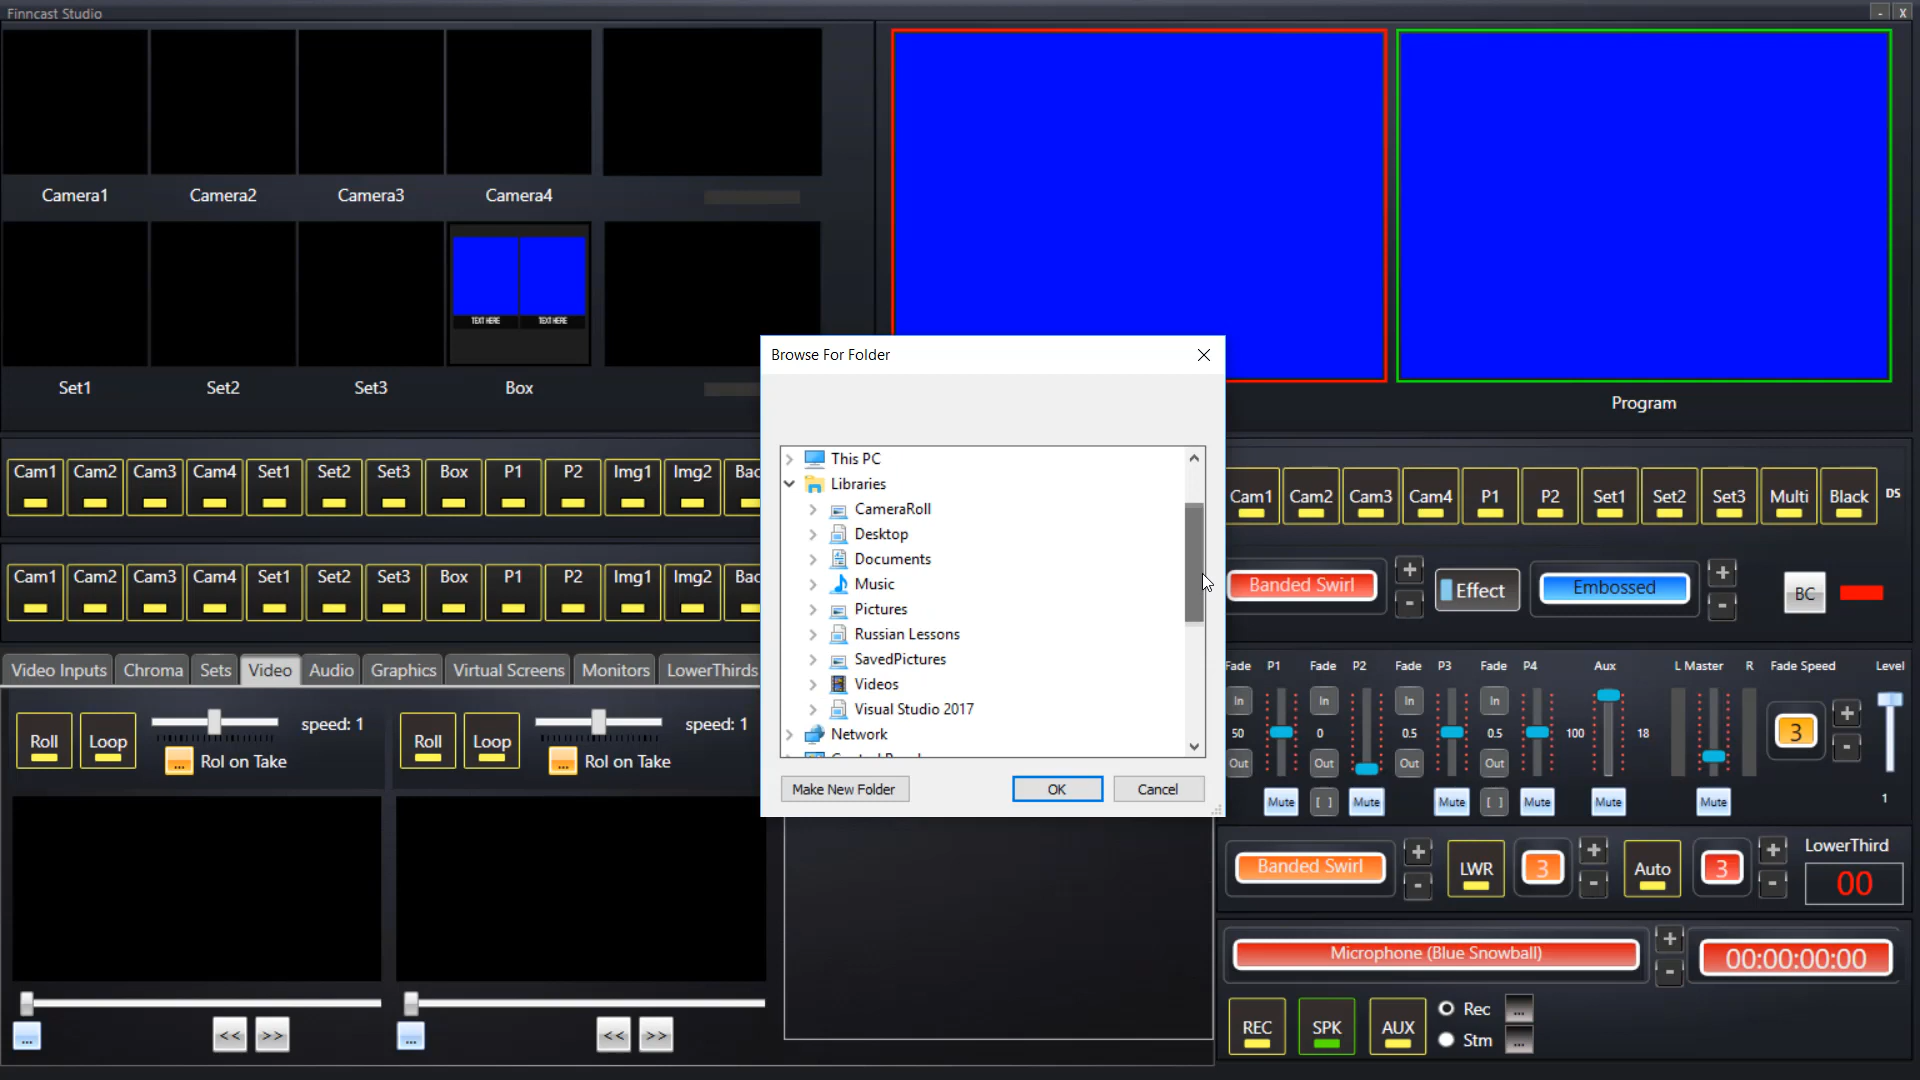 Finncast Studio
- X
Camera1 Camera2 Camera3 Camera4
TEXT HERE TEXT HERE
Set1 Set2 Set3 Box
Program
Browse For Folder
This PC
Libraries
CameraRoll
Desktop
Documents
Music
Pictures
Russian Lessons
SavedPictures
Videos
Visual Studio 2017
Network
Make New Folder OK Cancel
Cam1 Cam2 Cam3 Cam4 Set1 Set2 Set3 Box P1 P2 Img1 Img2 Bac
Cam1 Cam2 Cam3 Cam4 P1 P2 Set1 Set2 Set3 Multi Black DS
Cam1 Cam2 Cam3 Cam4 Set1 Set2 Set3 Box P1 P2 Img1 Img2 Bac
Banded Swirl + - Effect Embossed + - BC
Video Inputs Chroma Sets Video Audio Graphics Virtual Screens Monitors LowerThirds
Roll Loop speed: 1
... Rol on Take
Roll Loop speed: 1
... Rol on Take
... << >>
... << >>
Fade P1 Fade P2 Fade P3 Fade P4 Aux L Master R Fade Speed Level
In In In In
50 0 0.5 0.5 100 18 3 + -
Out Out Out Out
Mute [ ] Mute Mute [ ] Mute Mute Mute 1
Banded Swirl + - LWR 3 + - Auto 3 + - LowerThird
00
Microphone (Blue Snowball) + - 00:00:00:00
REC SPK AUX Rec ...
Stm ...